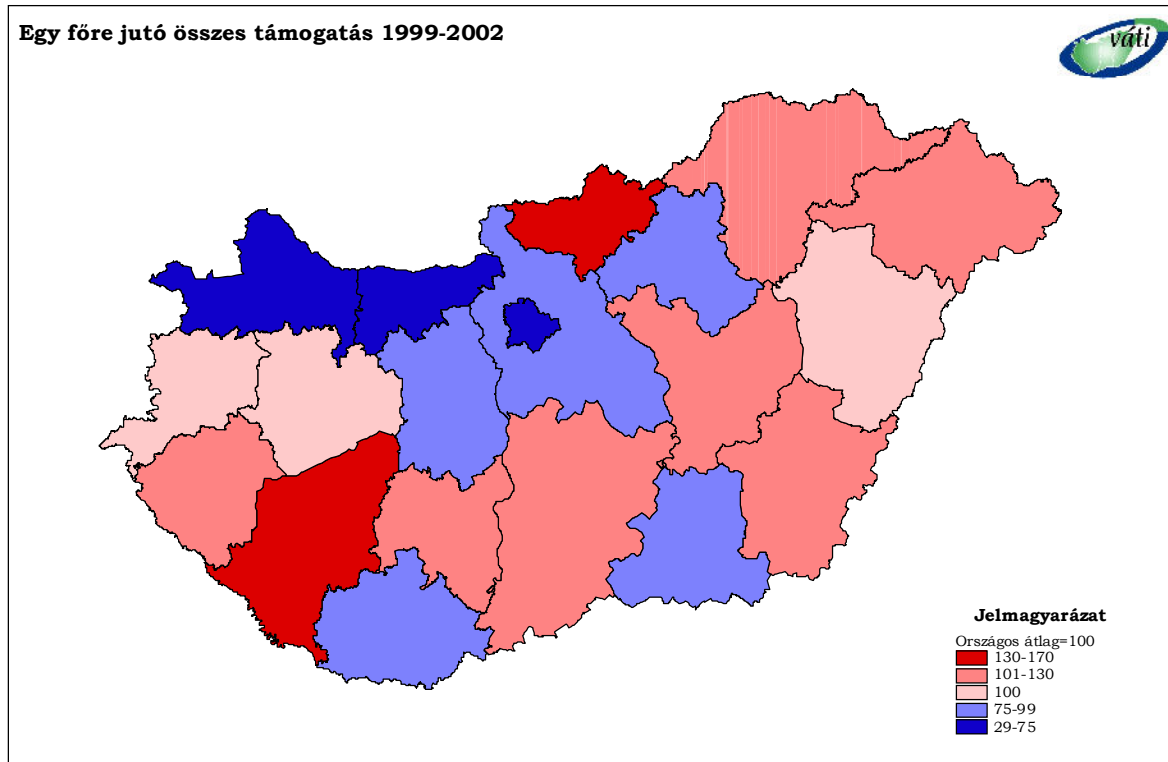 Egy főre jutó összes támogatás 1999-2002
váti
Jelmagyarázat
Országos átlag=100
130-170
101-130
100
75-99
29-75